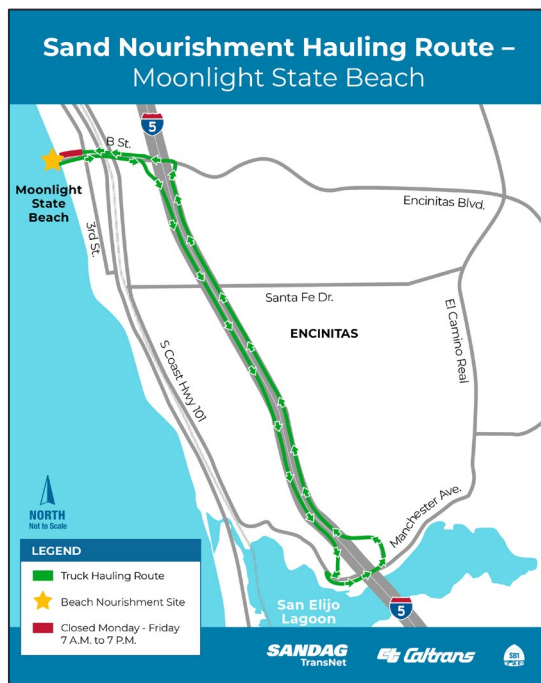 Sand Nourishment Hauling Route –
Moonlight State Beach
5
B St.
Moonlight
State
Beach
Encinitas Blvd.
3rd St.
Santa Fe Dr.
ENCINITAS
El Camino Real
S Coast Hwy 101
Manchester Ave.
NORTH
Not to Scale
LEGEND
Truck Hauling Route
Beach Nourishment Site
Closed Monday - Friday
7 A.M. to 7 P.M.
San Elijo
Lagoon
5
SANDAG
TransNet
Caltrans
SB1